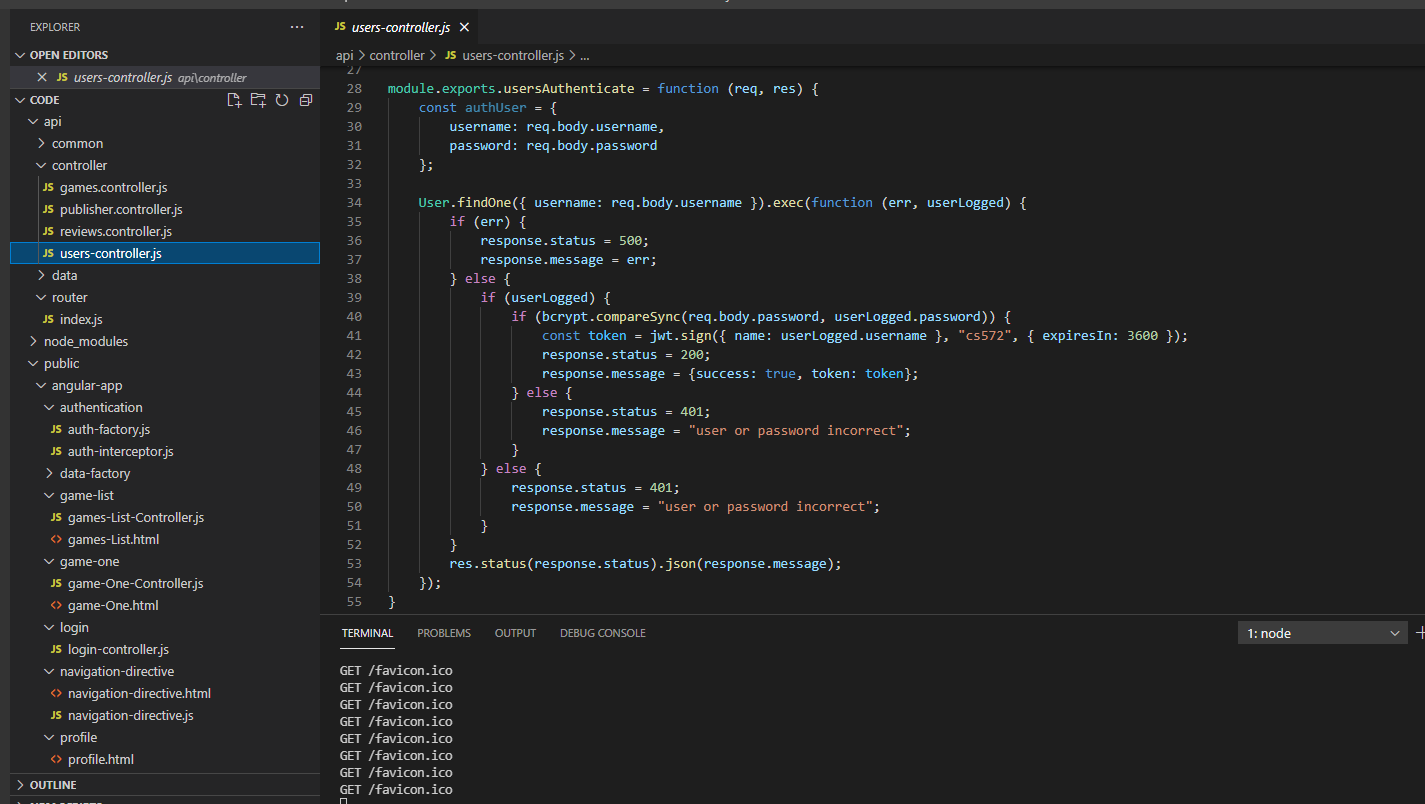 EXPLORER
...
OPEN EDITORS
JS users-controller.js api\controller
CODE
api
common
controller
JS games.controller.js
JS publisher.controller.js
JS reviews.controller.js
JS users-controller.js
data
router
JS index.js
node_modules
public
angular-app
authentication
JS auth-factory.js
JS auth-interceptor.js
data-factory
game-list
JS games-List-Controller.js
<> games-List.html
game-one
JS game-One-Controller.js
<> game-One.html
login
JS login-controller.js
navigation-directive
<> navigation-directive.html
JS navigation-directive.js
profile
<> profile.html
OUTLINE
JS users-controller.js
api > controller > JS users-controller.js > ...
27
28 module.exports.usersAuthenticate = function (req, res) {
29 const authUser = {
30 username: req.body.username,
31 password: req.body.password
32 };
33
34 User.findOne({ username: req.body.username }).exec(function (err, userLogged) {
35 if (err) {
36 response.status = 500;
37 response.message = err;
38 } else {
39 if (userLogged) {
40 if (bcrypt.compareSync(req.body.password, userLogged.password)) {
41 const token = jwt.sign({ name: userLogged.username }, "cs572", { expiresIn: 3600 });
42 response.status = 200;
43 response.message = {success: true, token: token};
44 } else {
45 response.status = 401;
46 response.message = "user or password incorrect";
47 }
48 } else {
49 response.status = 401;
50 response.message = "user or password incorrect";
51 }
52 }
53 res.status(response.status).json(response.message);
54 });
55 }
TERMINAL PROBLEMS OUTPUT DEBUG CONSOLE
1: node
GET /favicon.ico
GET /favicon.ico
GET /favicon.ico
GET /favicon.ico
GET /favicon.ico
GET /favicon.ico
GET /favicon.ico
GET /favicon.ico